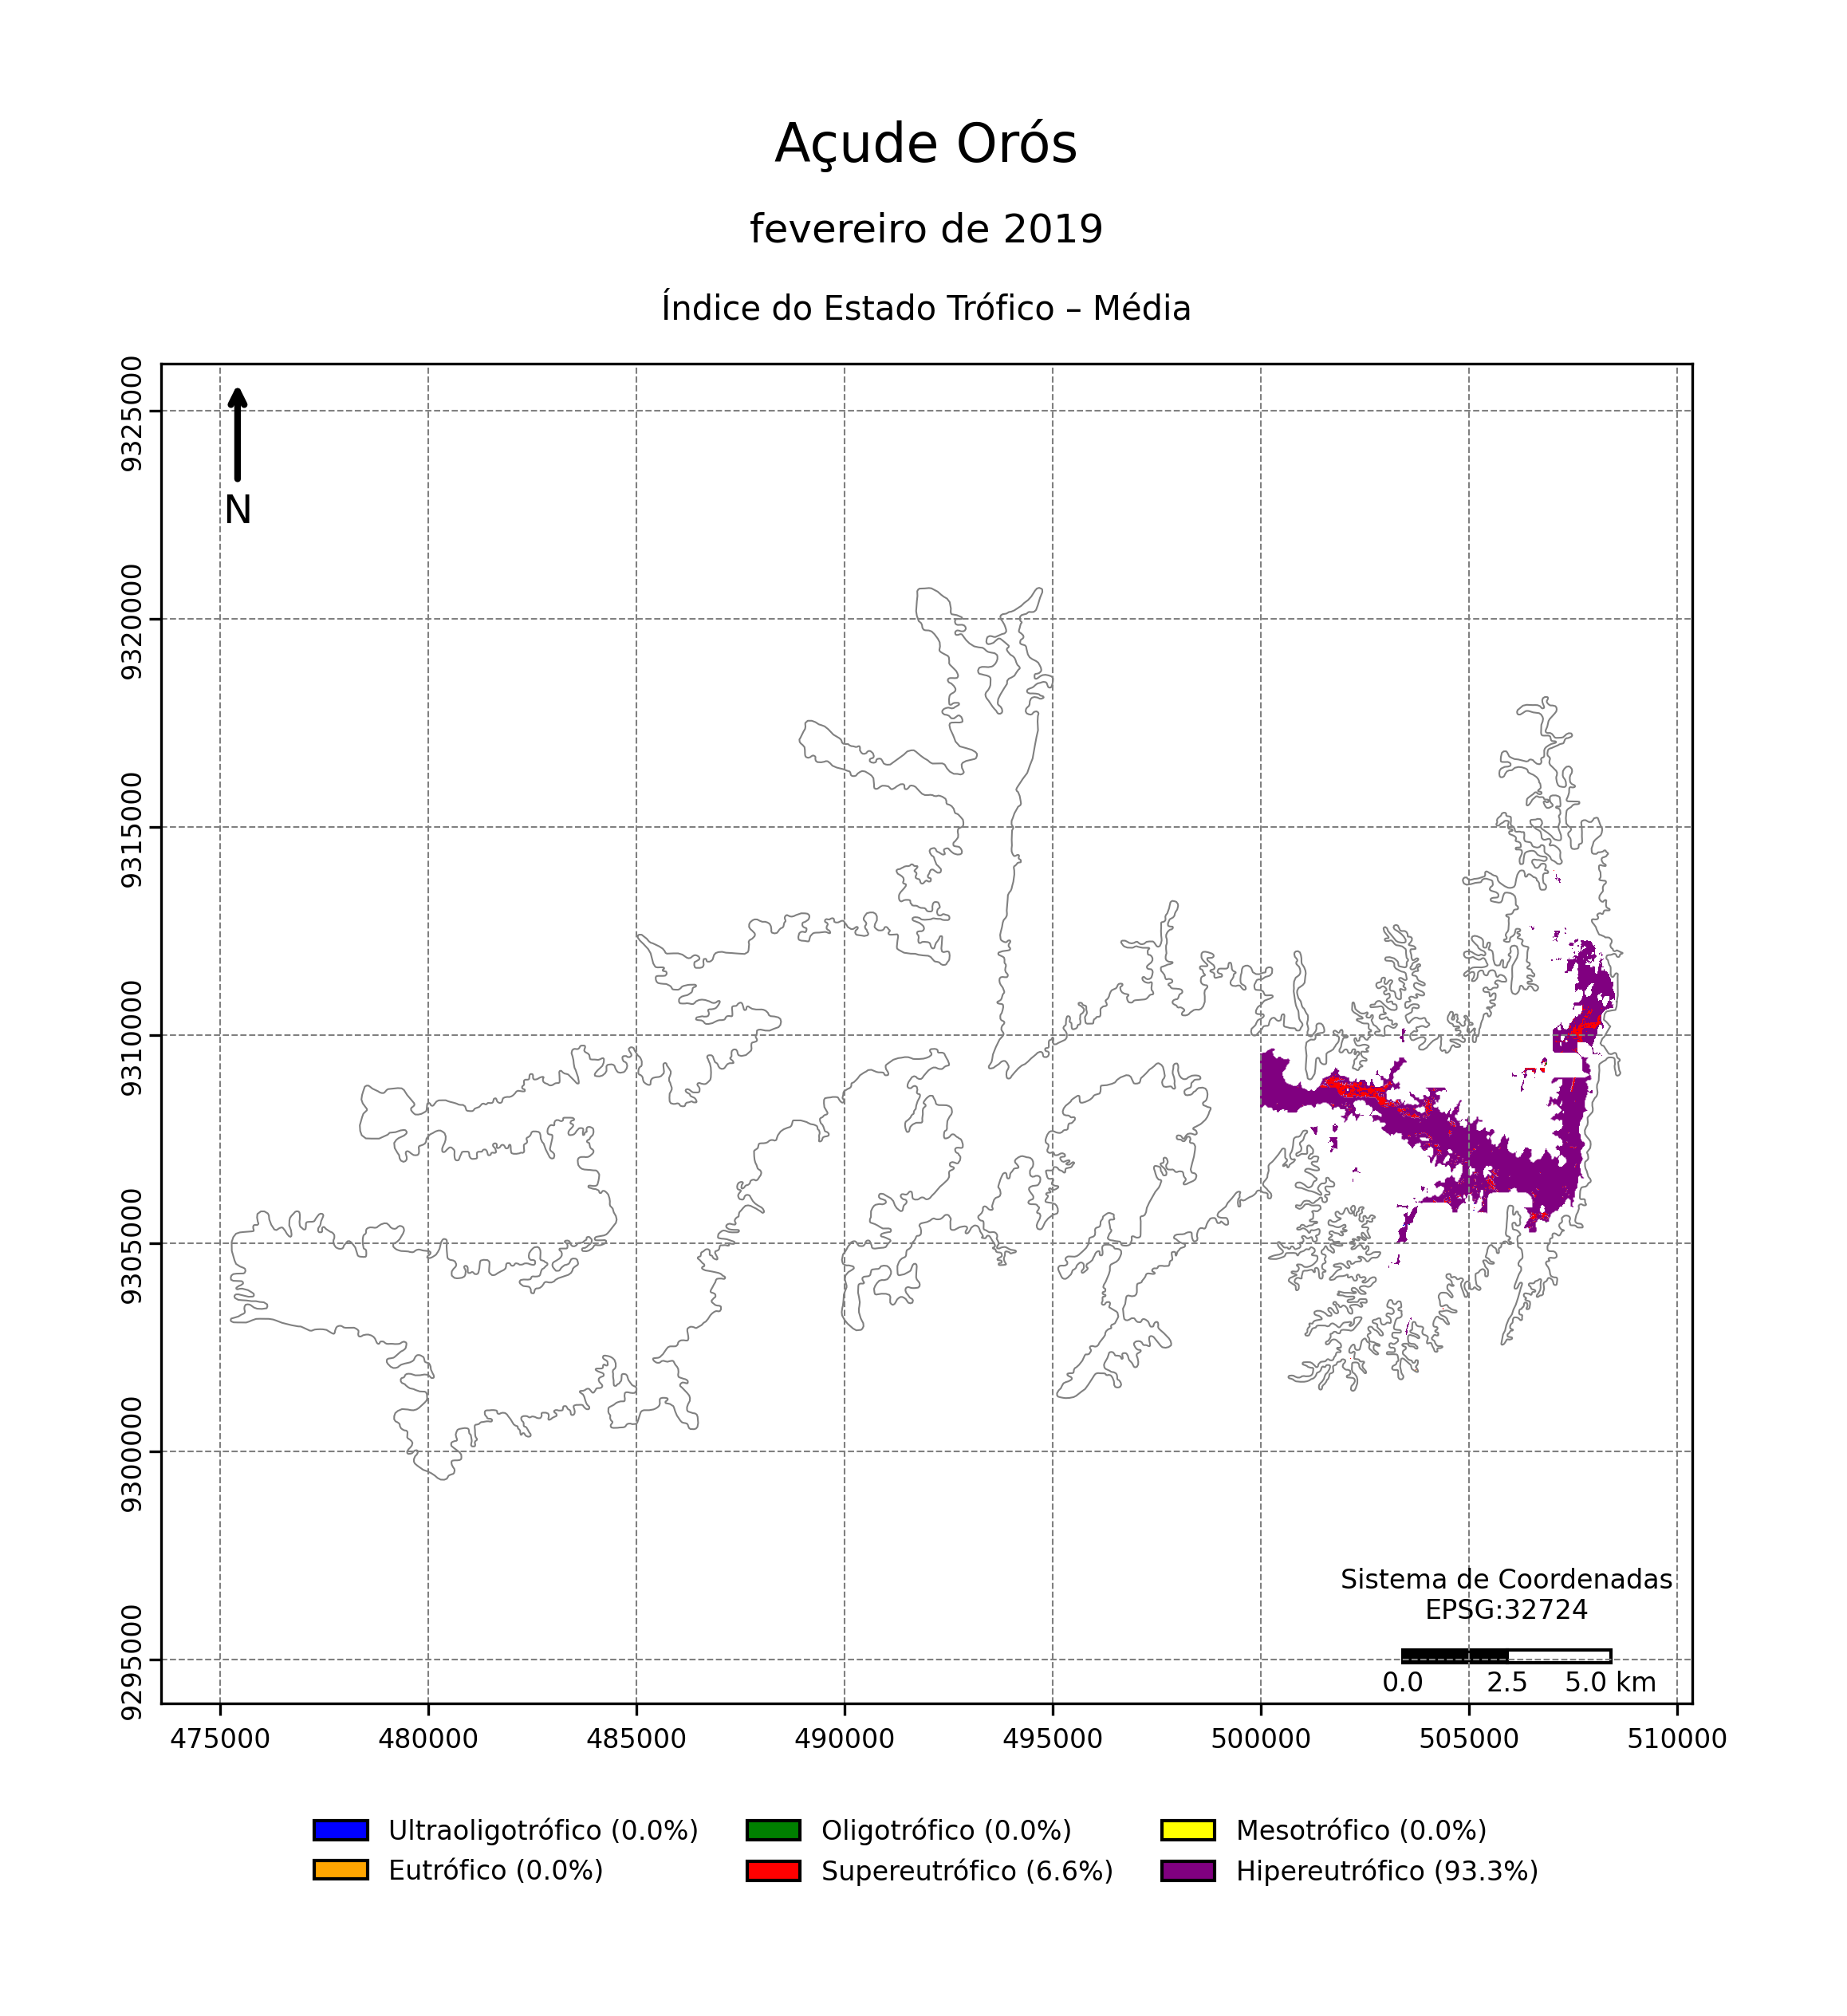 Açude Orós
fevereiro de 2019
Índice do Estado Trófico – Média
9325000
9320000
9315000
9310000
9305000
9300000
9295000
N
Sistema de Coordenadas
EPSG:32724
0.0 2.5 5.0 km
475000 480000 485000 490000 495000 500000 505000 510000
Ultraoligotrófico (0.0%) Oligotrófico (0.0%) Mesotrófico (0.0%)
Eutrófico (0.0%) Supereutrófico (6.6%) Hipereutrófico (93.3%)